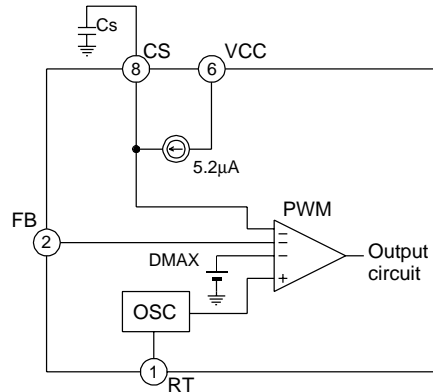 Cs
CS
VCC
8
6
5.2µA
PWM
FB
2
DMAX
−
−
−
+
Output
circuit
OSC
1
RT